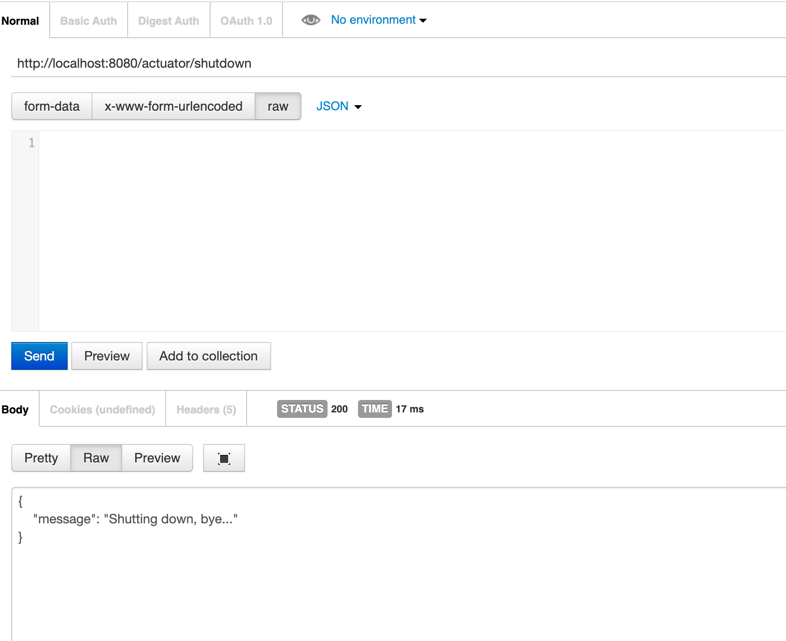 Normal Basic Auth Digest Auth OAuth 1.0 No environment
http://localhost:8080/actuator/shutdown
form-data x-www-form-urlencoded raw JSON
1
Send Preview Add to collection
Body Cookies (undefined) Headers (5) STATUS 200 TIME 17 ms
Pretty Raw Preview
{
"message": "Shutting down, bye..."
}